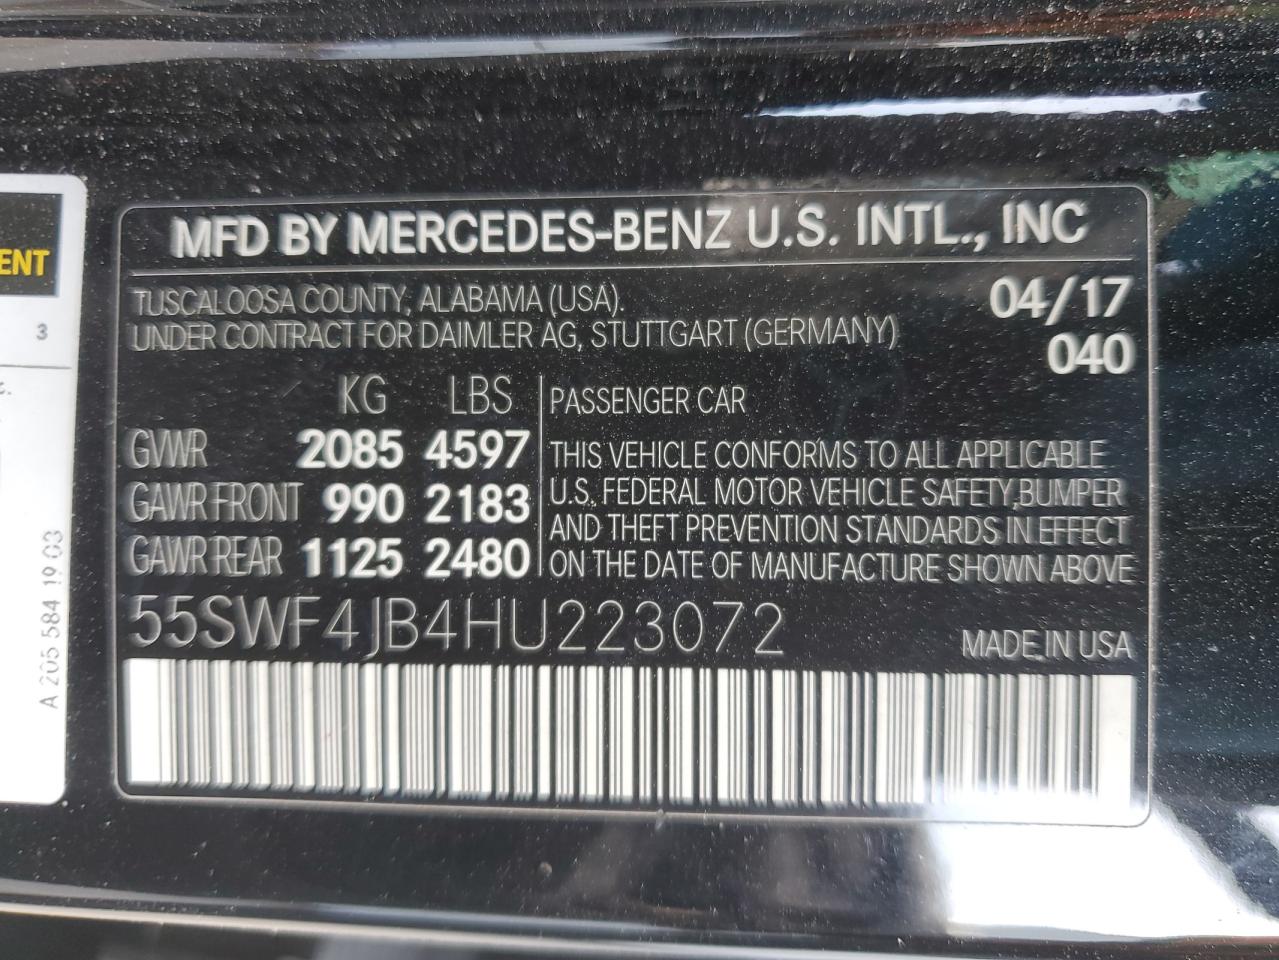 ENT
3
A 205 584 19 03
MFD BY MERCEDES-BENZ U.S. INTL., INC
TUSCALOOSA COUNTY, ALABAMA (USA). 04/17
UNDER CONTRACT FOR DAIMLER AG, STUTTGART (GERMANY) 040
KG LBS
GVWR 2085 4597
GAWR FRONT 990 2183
GAWR REAR 1125 2480
PASSENGER CAR
THIS VEHICLE CONFORMS TO ALL APPLICABLE
U.S. FEDERAL MOTOR VEHICLE SAFETY,BUMPER
AND THEFT PREVENTION STANDARDS IN EFFECT
ON THE DATE OF MANUFACTURE SHOWN ABOVE
55SWF4JB4HU223072 MADE IN USA